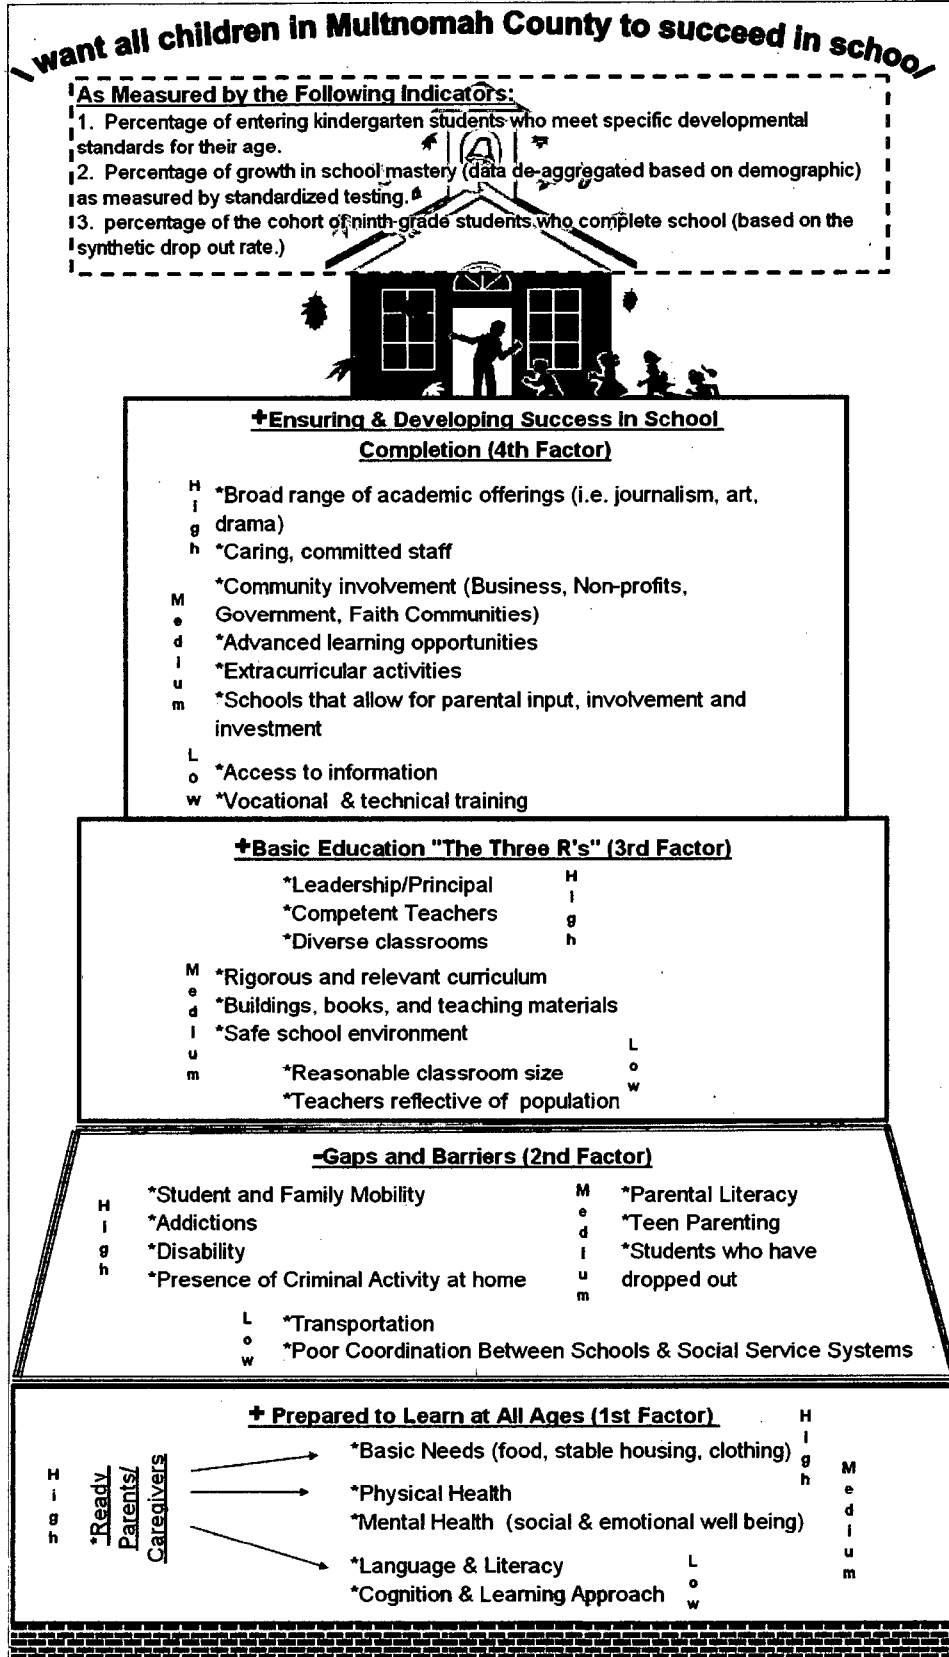 I want all children in Multnomah County to succeed in school
As Measured by the Following Indicators:
1. Percentage of entering kindergarten students who meet specific developmental
standards for their age.
2. Percentage of growth in school mastery (data de-aggregated based on demographic)
as measured by standardized testing.
3. percentage of the cohort of ninth-grade students who complete school (based on the
synthetic drop out rate.)
+Ensuring & Developing Success in School
Completion (4th Factor)
High
*Broad range of academic offerings (i.e. journalism, art,
drama)
*Caring, committed staff
Medium
*Community involvement (Business, Non-profits,
Government, Faith Communities)
*Advanced learning opportunities
*Extracurricular activities
*Schools that allow for parental input, involvement and
investment
Low
*Access to information
*Vocational & technical training
+Basic Education "The Three R's" (3rd Factor)
*Leadership/Principal
*Competent Teachers
*Diverse classrooms
High
Medium
*Rigorous and relevant curriculum
*Buildings, books, and teaching materials
*Safe school environment
*Reasonable classroom size
*Teachers reflective of population
Low
-Gaps and Barriers (2nd Factor)
High
*Student and Family Mobility
*Addictions
*Disability
*Presence of Criminal Activity at home
Medium
*Parental Literacy
*Teen Parenting
*Students who have
dropped out
Low
*Transportation
*Poor Coordination Between Schools & Social Service Systems
+ Prepared to Learn at All Ages (1st Factor)
High
*Ready
Parents/
Caregivers
*Basic Needs (food, stable housing, clothing)
High
*Physical Health
*Mental Health (social & emotional well being)
Medium
*Language & Literacy
*Cognition & Learning Approach
Low